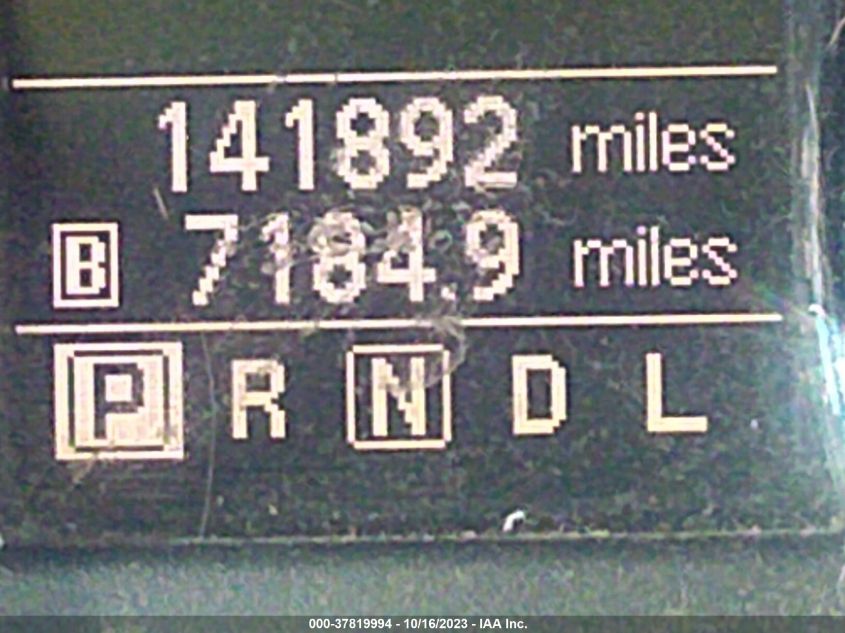 141892 miles
B 7184.9 miles
P R N D L
000-37819994 - 10/16/2023 - IAA Inc.